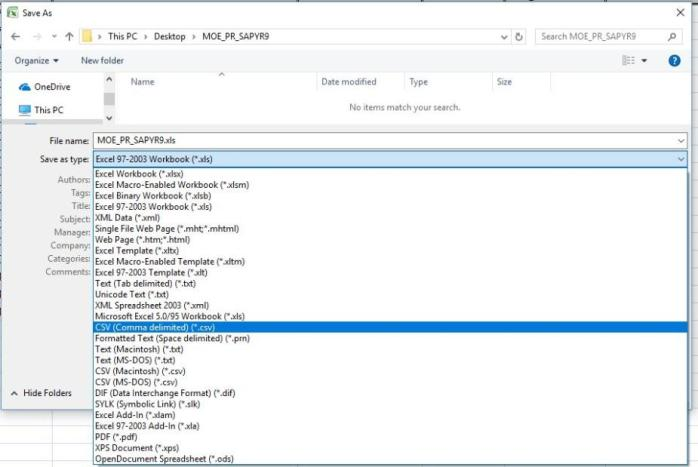 Save As
This PC > Desktop > MOE_PR_SAPYR9
Search MOE_PR_SAPYR9
Organize
New folder
OneDrive
This PC
Name
Date modified
Type
Size
No items match your search.
File name: MOE_PR_SAPYR9.xls
Save as type: Excel 97-2003 Workbook (*.xls)
Authors:
Tags:
Title:
Subject:
Manager:
Company:
Categories:
Comments:
Excel Workbook (*.xlsx)
Excel Macro-Enabled Workbook (*.xlsm)
Excel Binary Workbook (*.xlsb)
Excel 97-2003 Workbook (*.xls)
XML Data (*.xml)
Single File Web Page (*.mht;*.mhtml)
Web Page (*.htm;*.html)
Excel Template (*.xltx)
Excel Macro-Enabled Template (*.xltm)
Excel 97-2003 Template (*.xlt)
Text (Tab delimited) (*.txt)
Unicode Text (*.txt)
XML Spreadsheet 2003 (*.xml)
Microsoft Excel 5.0/95 Workbook (*.xls)
CSV (Comma delimited) (*.csv)
Formatted Text (Space delimited) (*.prn)
Text (Macintosh) (*.txt)
Text (MS-DOS) (*.txt)
CSV (Macintosh) (*.csv)
CSV (MS-DOS) (*.csv)
DIF (Data Interchange Format) (*.dif)
SYLK (Symbolic Link) (*.slk)
Excel Add-In (*.xlam)
Excel 97-2003 Add-In (*.xla)
PDF (*.pdf)
XPS Document (*.xps)
OpenDocument Spreadsheet (*.ods)
Hide Folders